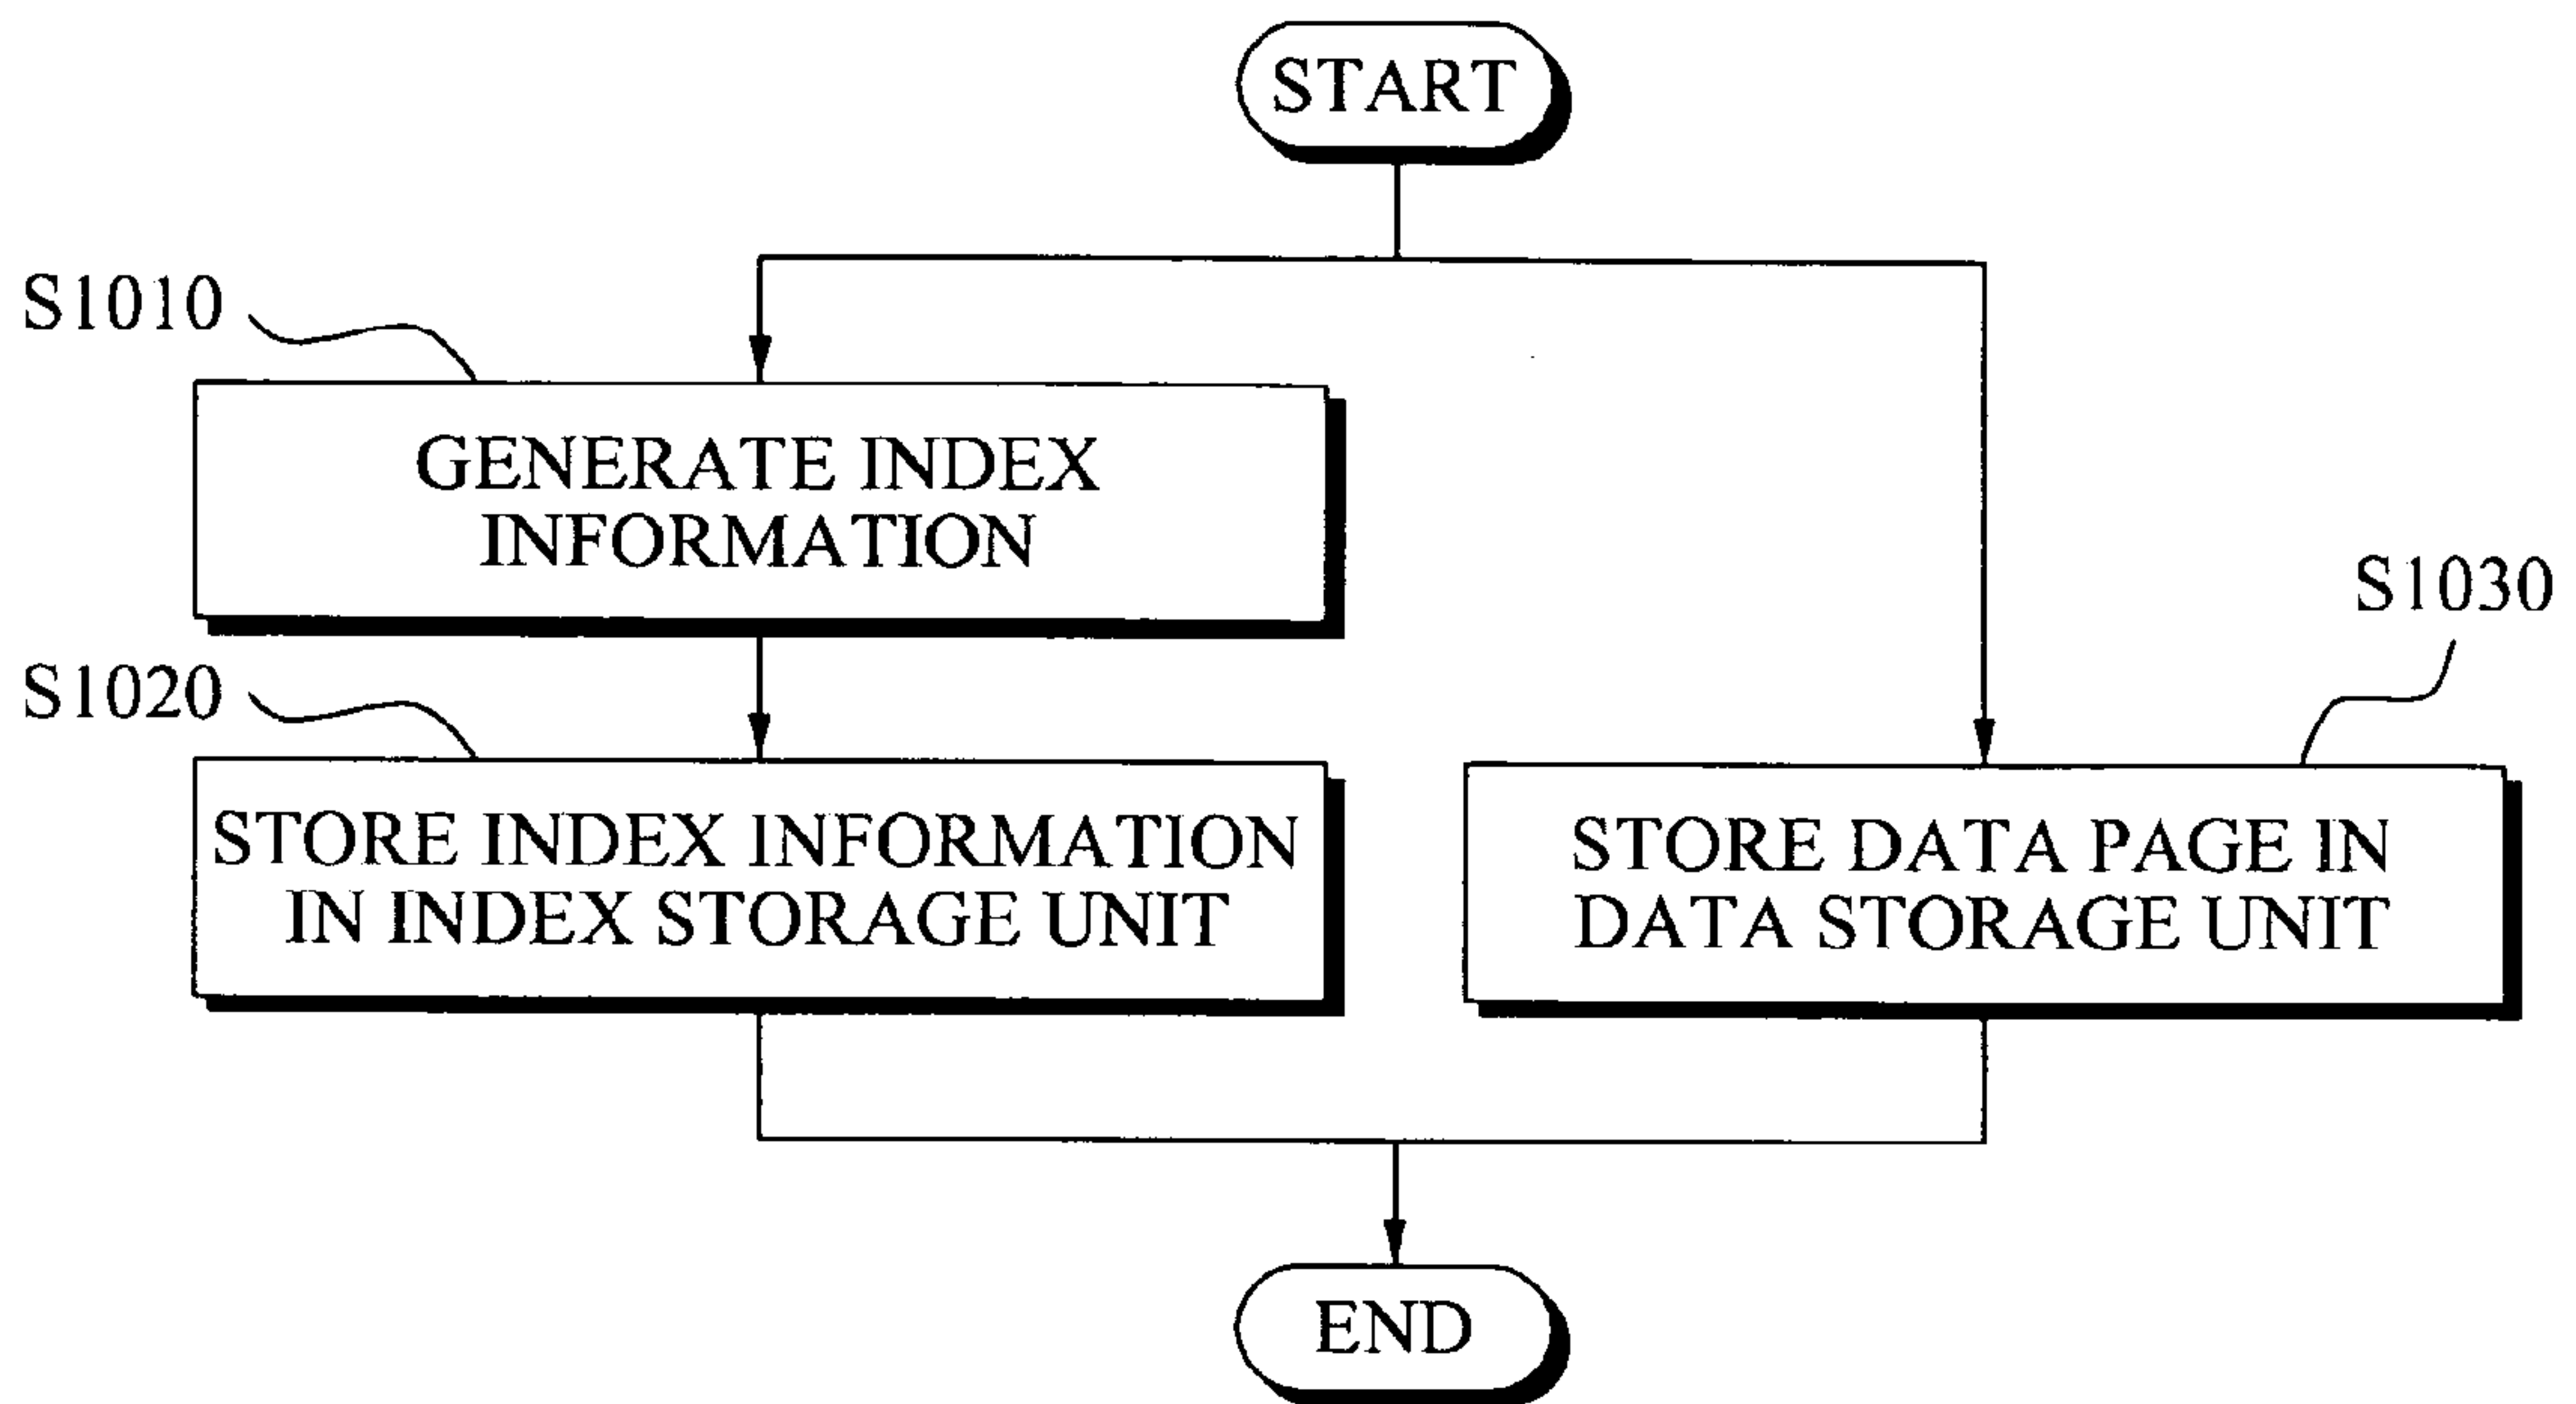 START
S1010
GENERATE INDEX
INFORMATION
S1030
S1020
STORE INDEX INFORMATION
IN INDEX STORAGE UNIT
STORE DATA PAGE IN
DATA STORAGE UNIT
END